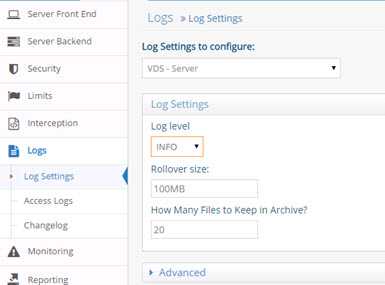 Server Front End
Server Backend
Security
Limits
Interception
Logs
Log Settings
Access Logs
Changelog
Monitoring
Reporting
Logs » Log Settings
Log Settings to configure:
VDS - Server
Log Settings
Log level
INFO
Rollover size:
100MB
How Many Files to Keep in Archive?
20
Advanced